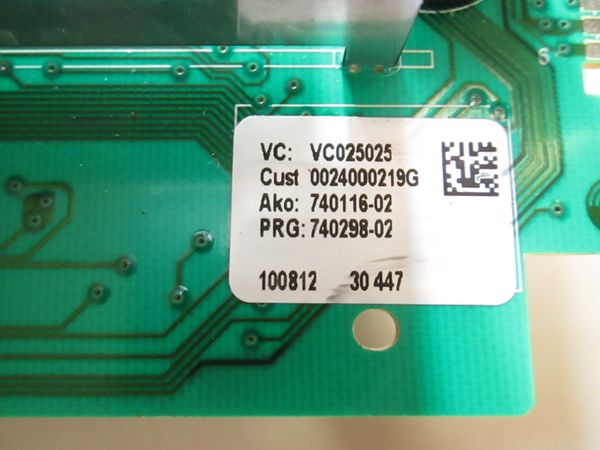 S
VC: VC025025
Cust 0024000219G
Ako: 740116-02
PRG: 740298-02
100812 30 447